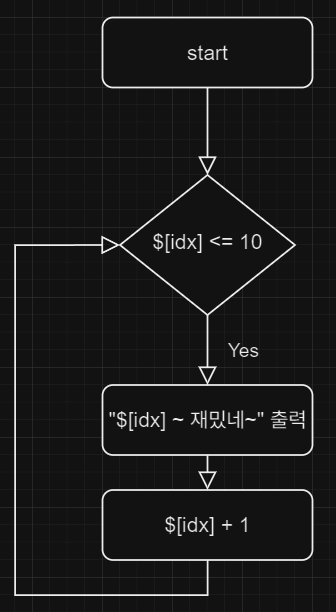 start
$[idx] <= 10
Yes
"$[idx] ~ 재밌네~" 출력
$[idx] + 1